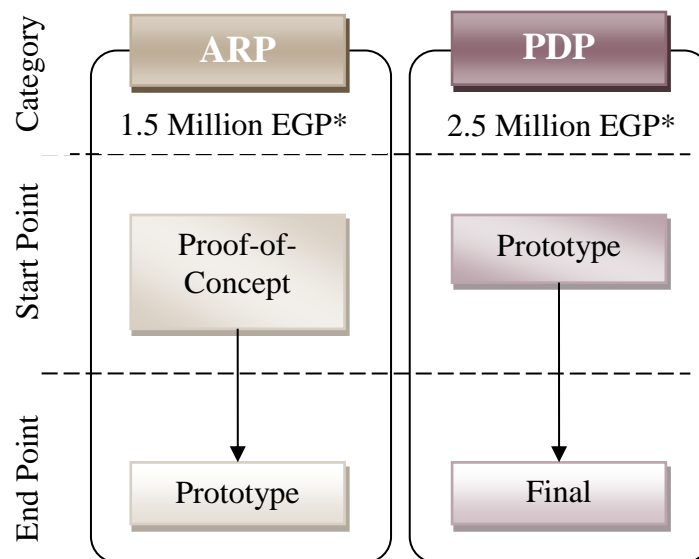 Category
ARP
PDP
1.5 Million EGP*
2.5 Million EGP*
Start Point
Proof-of-
Concept
Prototype
End Point
Prototype
Final